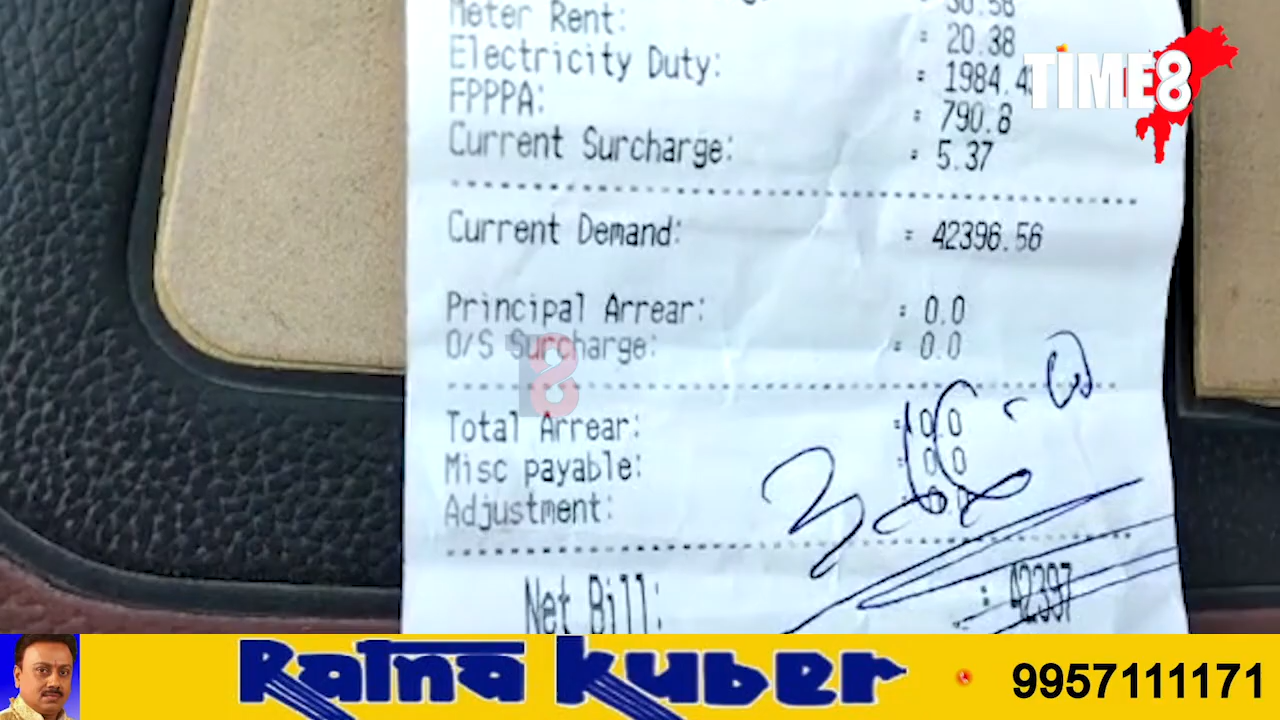 Meter Rent:
: 20.38
Electricity Duty:
: 1984.4
FPPPA:
: 790.8
Current Surcharge:
: 5.37
TIME8
Current Demand: : 42396.56
Principal Arrear: : 0.0
O/S Surcharge: : 0.0
8
Total Arrear:
Misc payable:
Adjustment:
Net Bill: : 42397
Ratna Kuber
9957111171